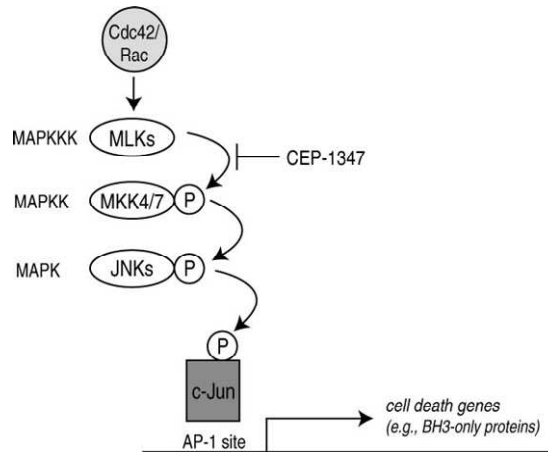 Cdc42/
Rac
MAPKKK MLKs
CEP-1347
MAPKK MKK4/7 P
MAPK JNKs P
P
c-Jun
cell death genes
(e.g., BH3-only proteins)
AP-1 site